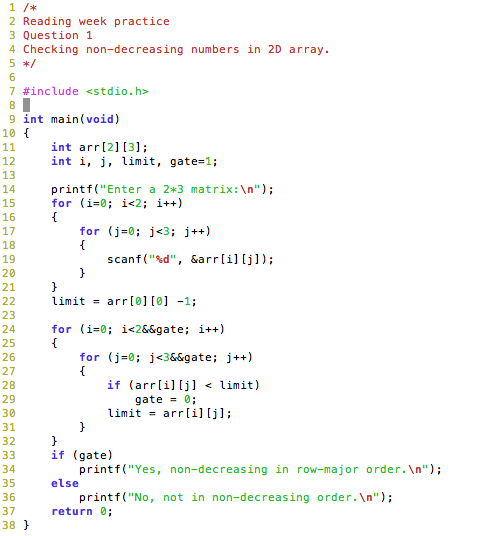 1 /*
2 Reading week practice
3 Question 1
4 Checking non-decreasing numbers in 2D array.
5 */
6
7 #include <stdio.h>
8
9 int main(void)
10 {
11     int arr[2][3];
12     int i, j, limit, gate=1;
13
14     printf("Enter a 2*3 matrix:\n");
15     for (i=0; i<2; i++)
16     {
17         for (j=0; j<3; j++)
18         {
19             scanf("%d", &arr[i][j]);
20         }
21     }
22     limit = arr[0][0] -1;
23
24     for (i=0; i<2&&gate; i++)
25     {
26         for (j=0; j<3&&gate; j++)
27         {
28             if (arr[i][j] < limit)
29                 gate = 0;
30             limit = arr[i][j];
31         }
32     }
33     if (gate)
34         printf("Yes, non-decreasing in row-major order.\n");
35     else
36         printf("No, not in non-decreasing order.\n");
37     return 0;
38 }